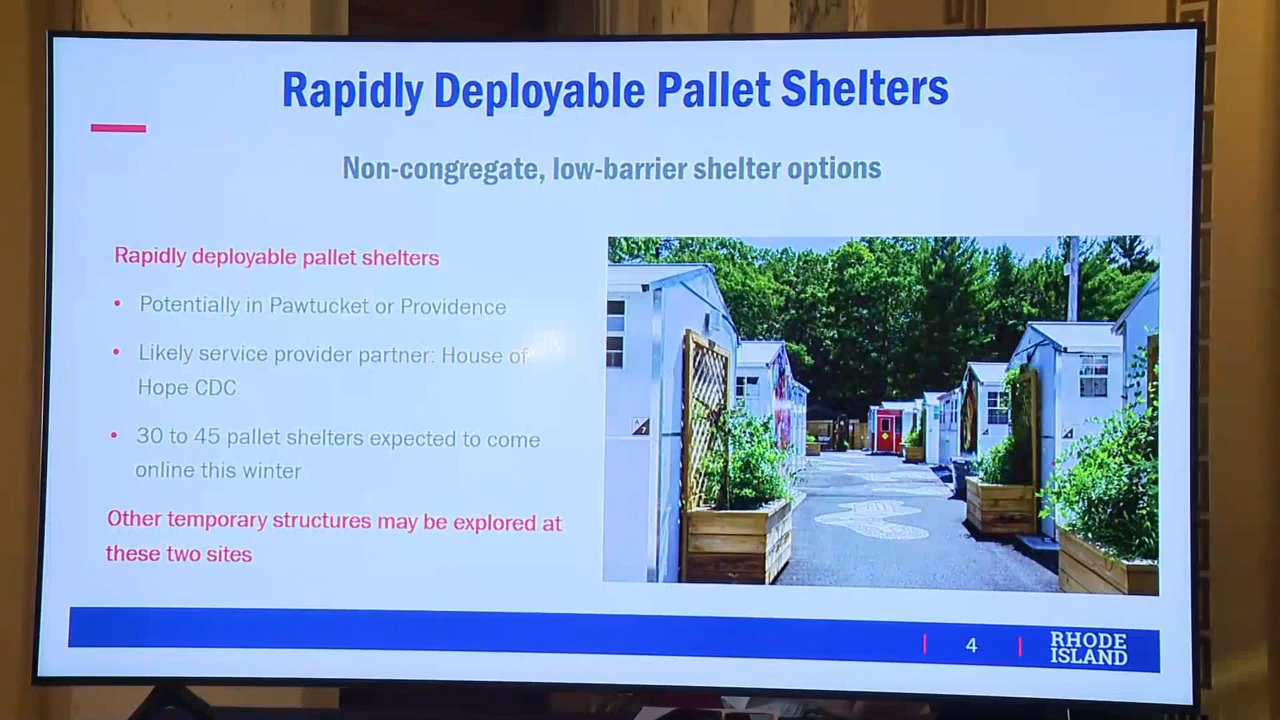 Rapidly Deployable Pallet Shelters
Non-congregate, low-barrier shelter options
Rapidly deployable pallet shelters
• Potentially in Pawtucket or Providence
• Likely service provider partner: House of
Hope CDC
• 30 to 45 pallet shelters expected to come
online this winter
Other temporary structures may be explored at
these two sites
4
RHODE
ISLAND